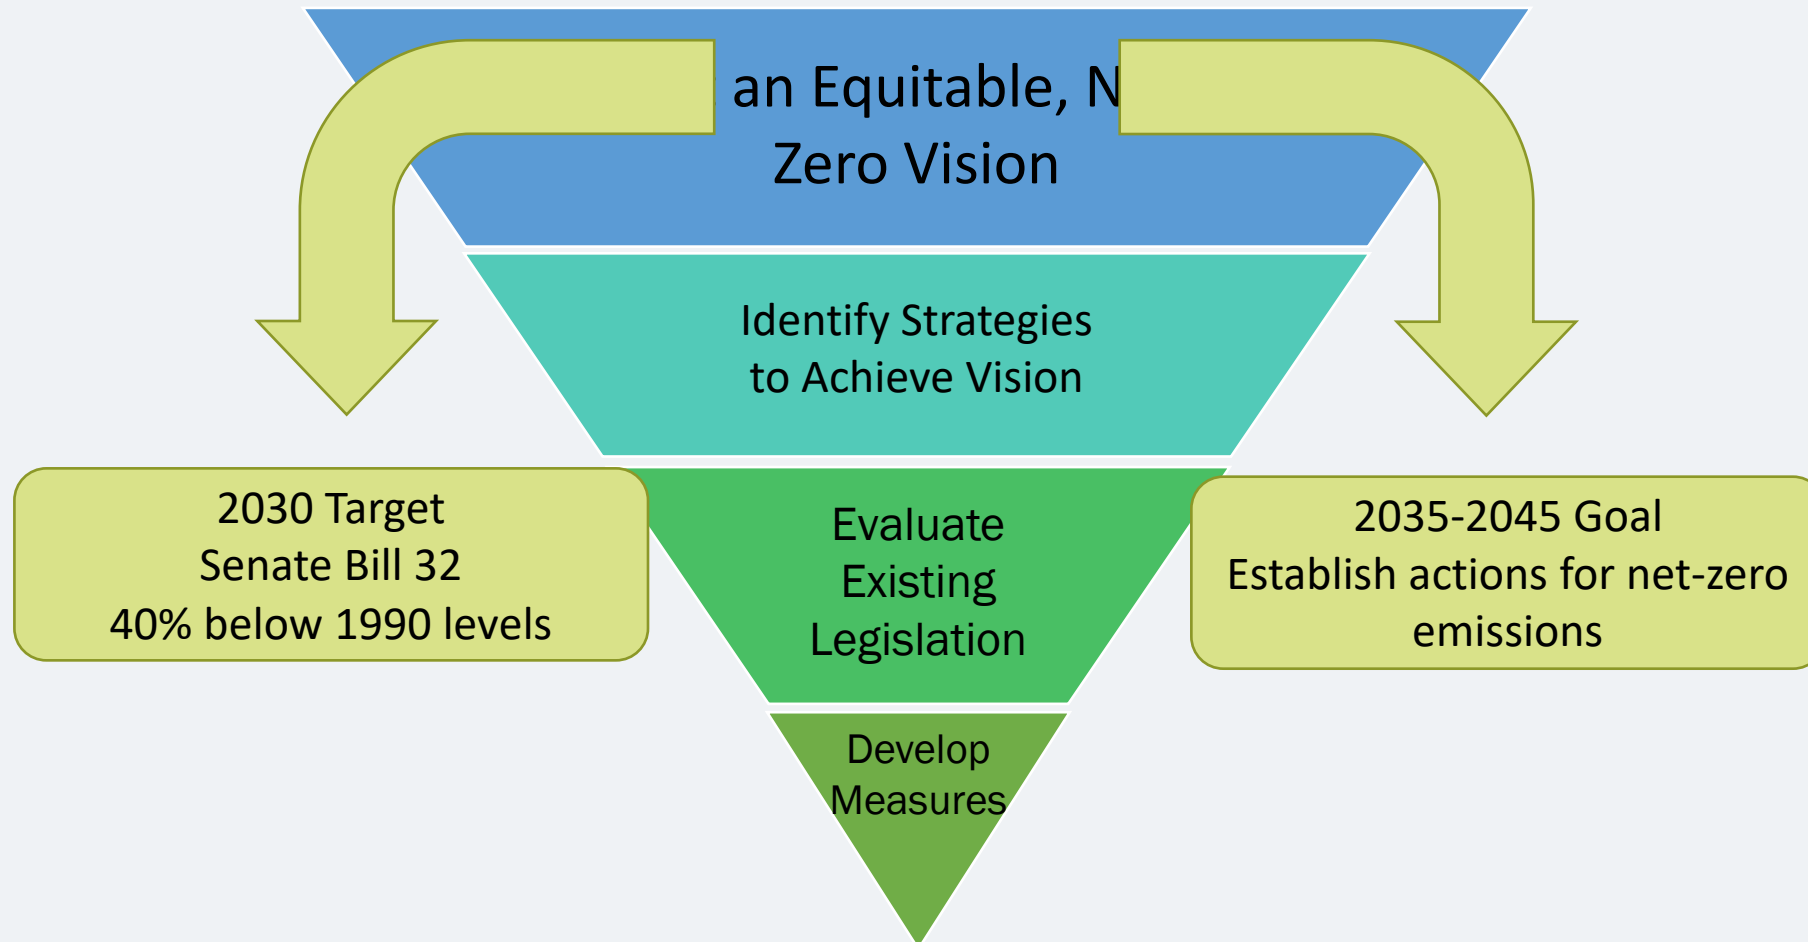 an Equitable,
Zero Vision
Identify Strategies
to Achieve Vision
2030 Target
Senate Bill 32
40% below 1990 levels
Evaluate
Existing
Legislation
2035-2045 Goal
Establish actions for net-zero
emissions
Develop
Measures